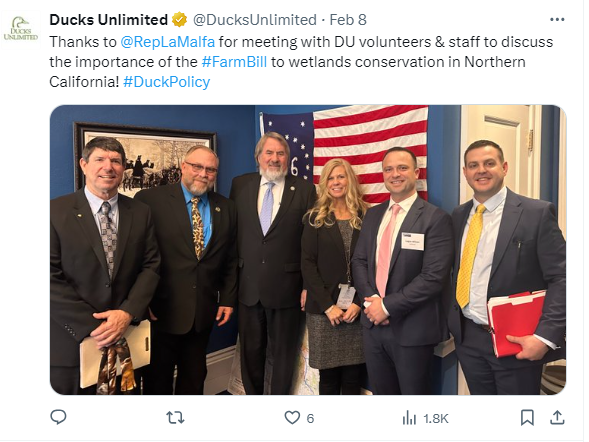 Ducks Unlimited @DucksUnlimited · Feb 8
DUCKS
UNLIMITED
Thanks to @RepLaMalfa for meeting with DU volunteers & staff to discuss
the importance of the #FarmBill to wetlands conservation in Northern
California! #DuckPolicy
6
6
1.8K